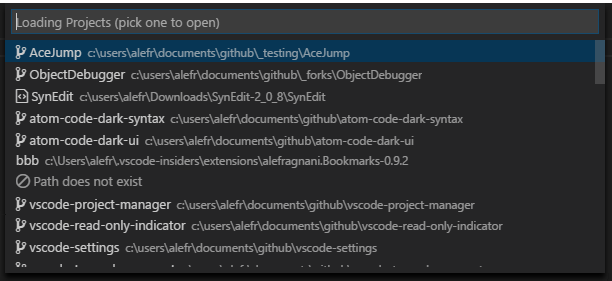 Loading Projects (pick one to open)
AceJump c:\users\alefr\documents\github\_testing\AceJump
ObjectDebugger c:\users\alefr\documents\github\_forks\ObjectDebugger
SynEdit c:\users\alefr\Downloads\SynEdit-2_0_8\SynEdit
atom-code-dark-syntax c:\users\alefr\documents\github\atom-code-dark-syntax
atom-code-dark-ui c:\users\alefr\documents\github\atom-code-dark-ui
bbb c:\Users\alefr\.vscode-insiders\extensions\alefragnani.Bookmarks-0.9.2
Path does not exist
vscode-project-manager c:\users\alefr\documents\github\vscode-project-manager
vscode-read-only-indicator c:\users\alefr\documents\github\vscode-read-only-indicator
vscode-settings c:\users\alefr\documents\github\vscode-settings